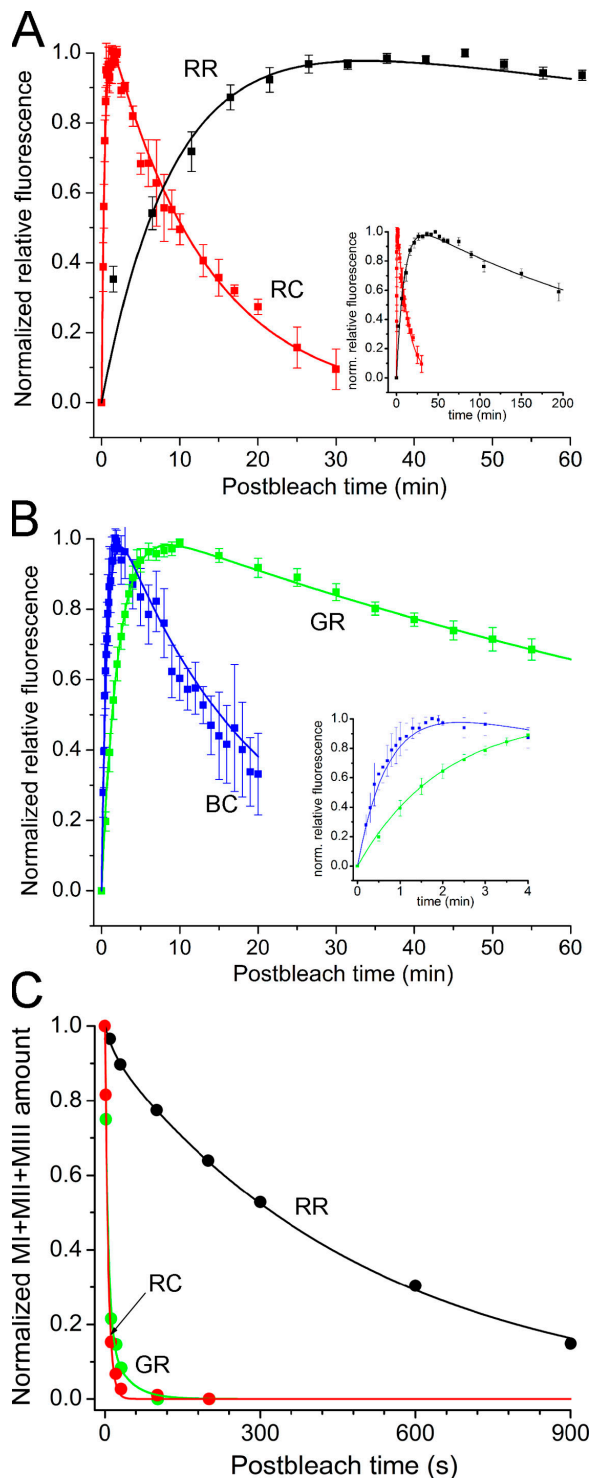 A
1.0
0.8
0.6
0.4
0.2
0.0
Normalized relative fluorescence
RR
RC
norm. relative fluorescence
1.0
0.8
0.6
0.4
0.2
0.0
0 50 100 150 200
time (min)
0 10 20 30 40 50 60
Postbleach time (min)
B
1.0
0.8
0.6
0.4
0.2
0.0
Normalized relative fluorescence
GR
BC
norm. relative fluorescence
1.0
0.8
0.6
0.4
0.2
0.0
0 1 2 3 4
time (min)
0 10 20 30 40 50 60
Postbleach time (min)
C
1.0
0.8
0.6
0.4
0.2
0.0
Normalized MI+MII+MIII amount
RR
RC
GR
0 300 600 900
Postbleach time (s)